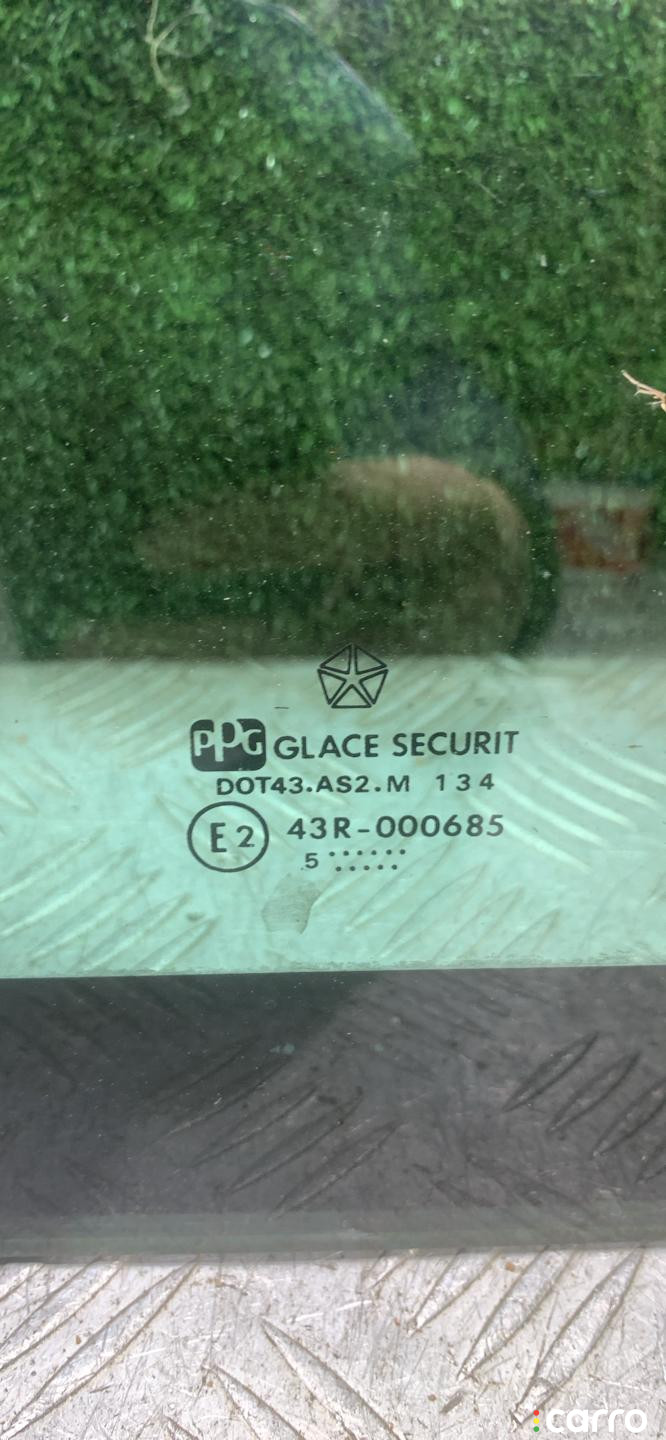 PPG GLACE SECURIT
DOT43.AS2.M 134
E2 43R-000685
5 ...........
carro